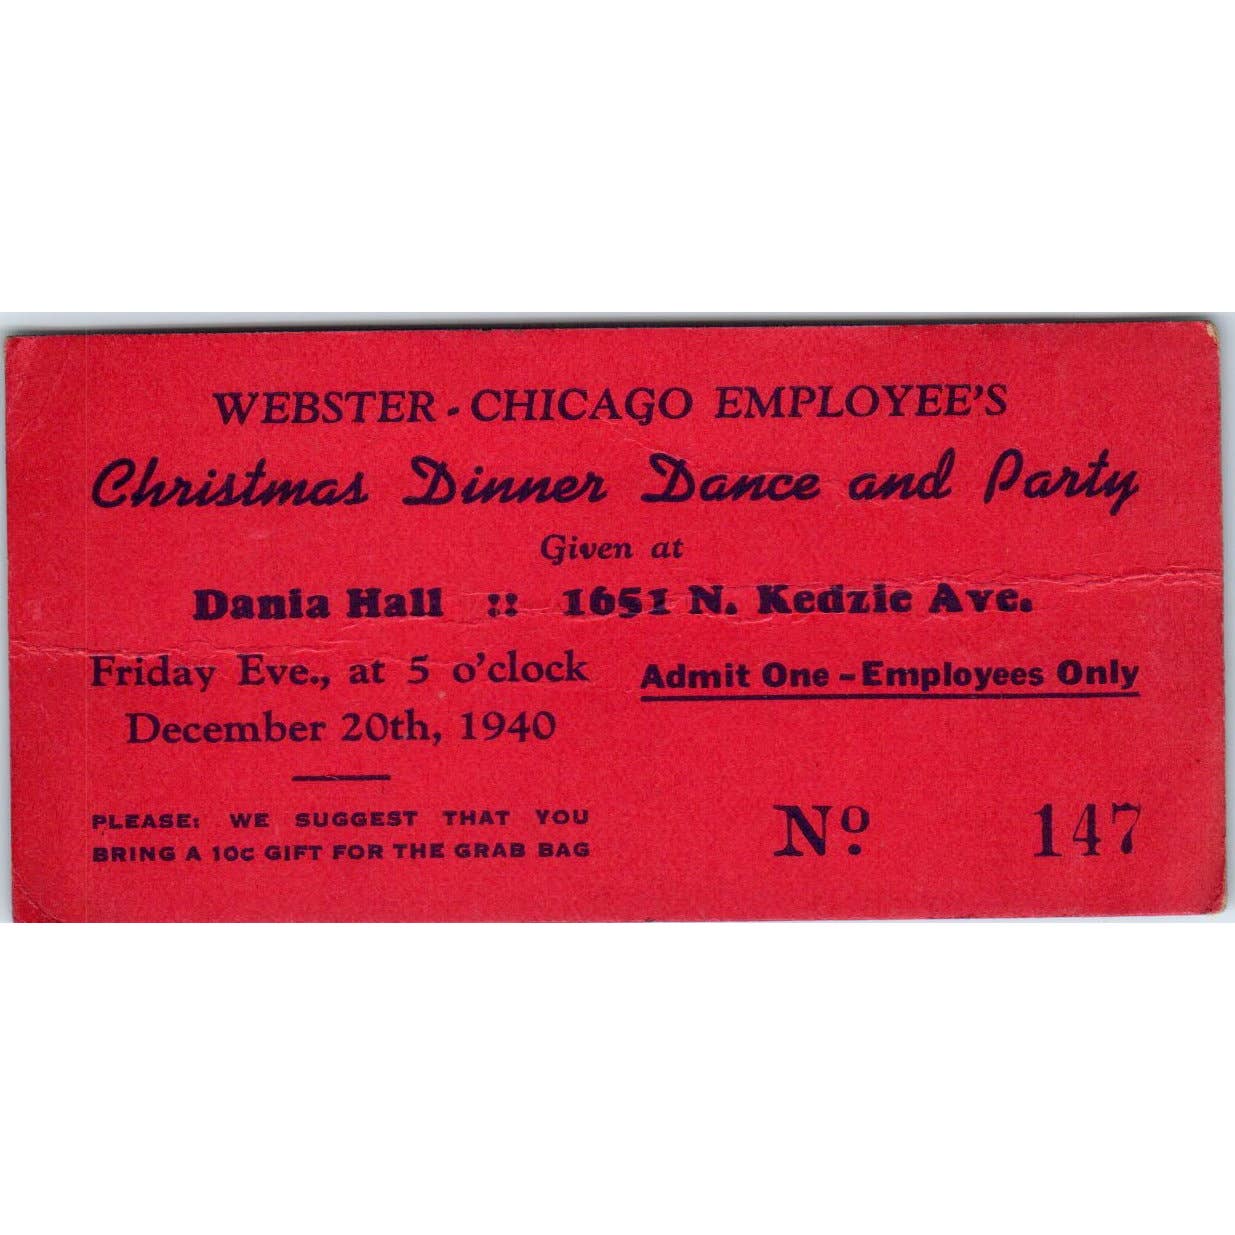 WEBSTER - CHICAGO EMPLOYEE'S
Christmas Dinner Dance and Party
Given at
Dania Hall :: 1651 N. Kedzie Ave.
Friday Eve., at 5 o'clock
December 20th, 1940
Admit One - Employees Only
PLEASE: WE SUGGEST THAT YOU
BRING A 10c GIFT FOR THE GRAB BAG
Nº. 147